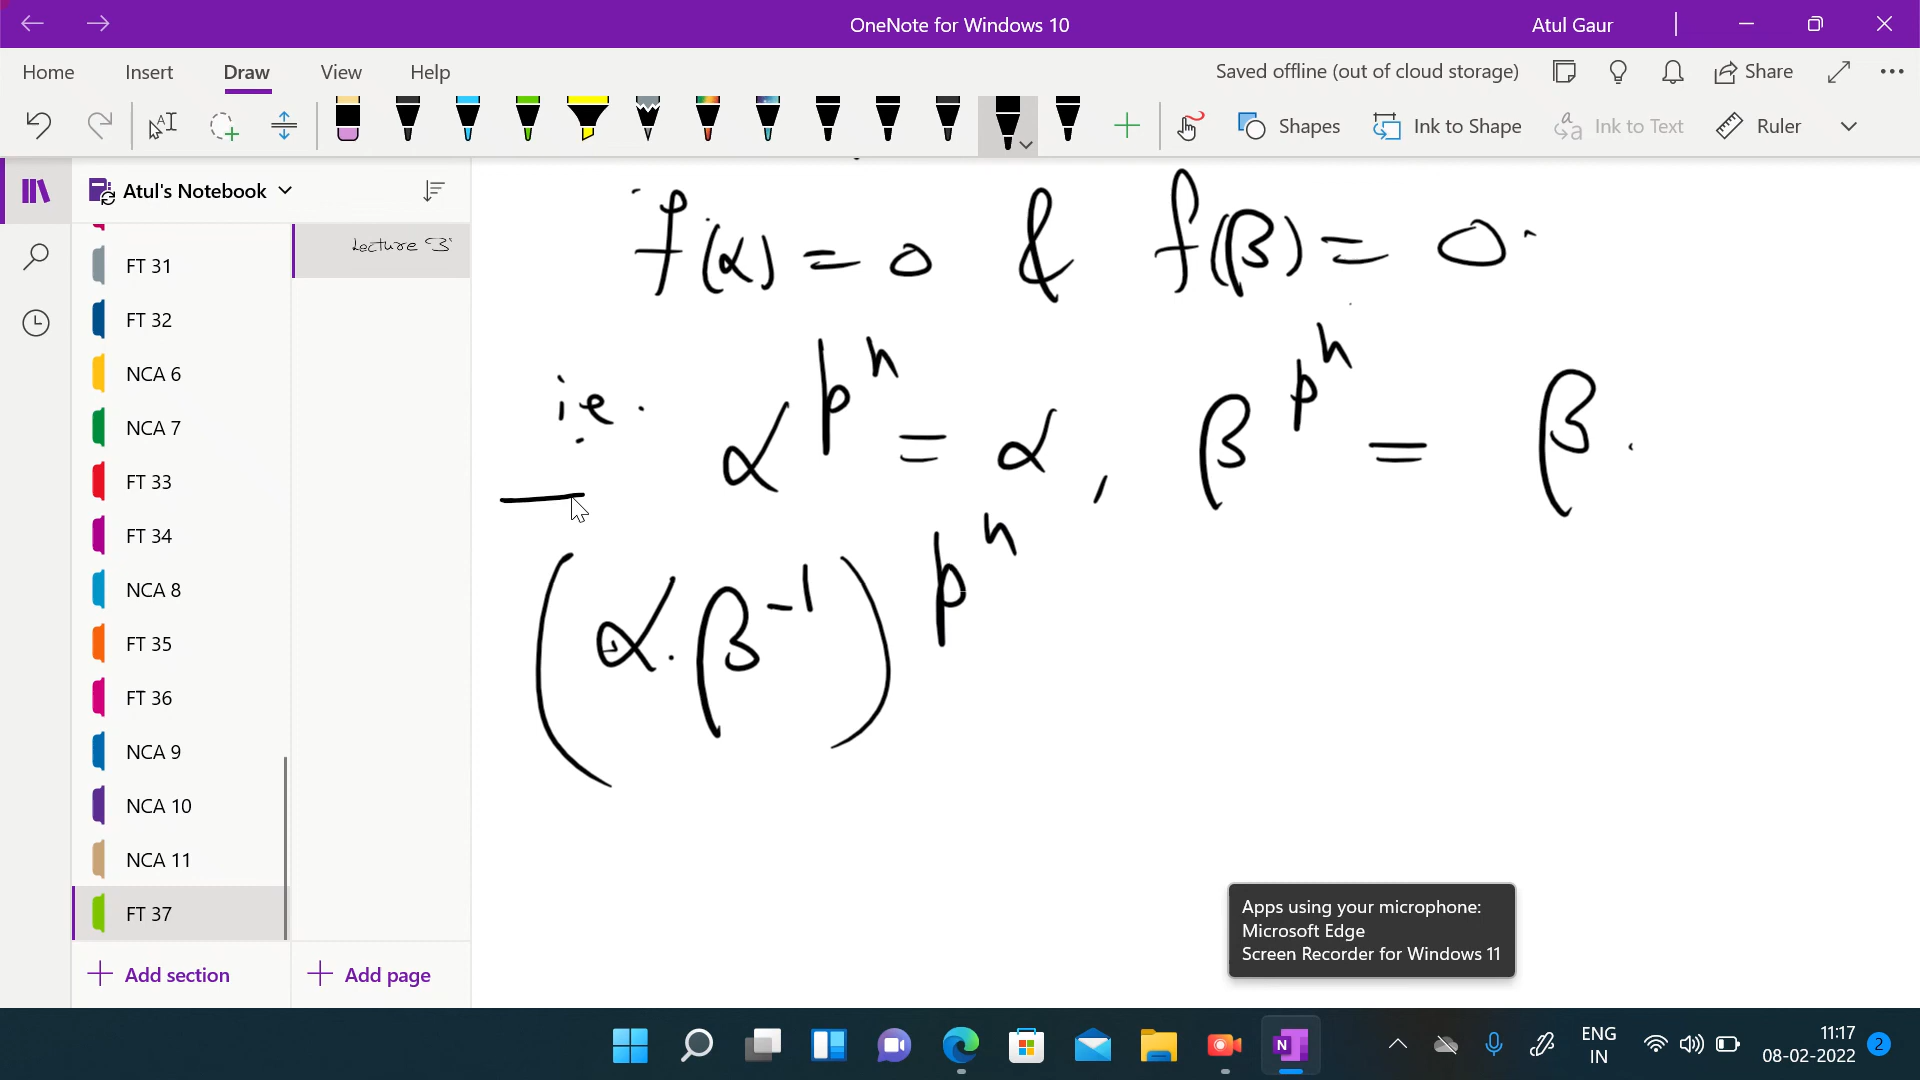 OneNote for Windows 10
Atul Gaur
Home Insert Draw View Help
Saved offline (out of cloud storage)
Share
Shapes
Ink to Shape
Ink to Text
Ruler
Atul's Notebook
FT 31
FT 32
NCA 6
NCA 7
FT 33
FT 34
NCA 8
FT 35
FT 36
NCA 9
NCA 10
NCA 11
FT 37
Add section
Lecture 3
Add page
f(α) = 0 & f(β) = 0.
i.e. α^{p^n} = α, β^{p^n} = β.
(α.β^{-1})^{p^n}
Apps using your microphone:
Microsoft Edge
Screen Recorder for Windows 11
ENG
IN
11:17
08-02-2022
2